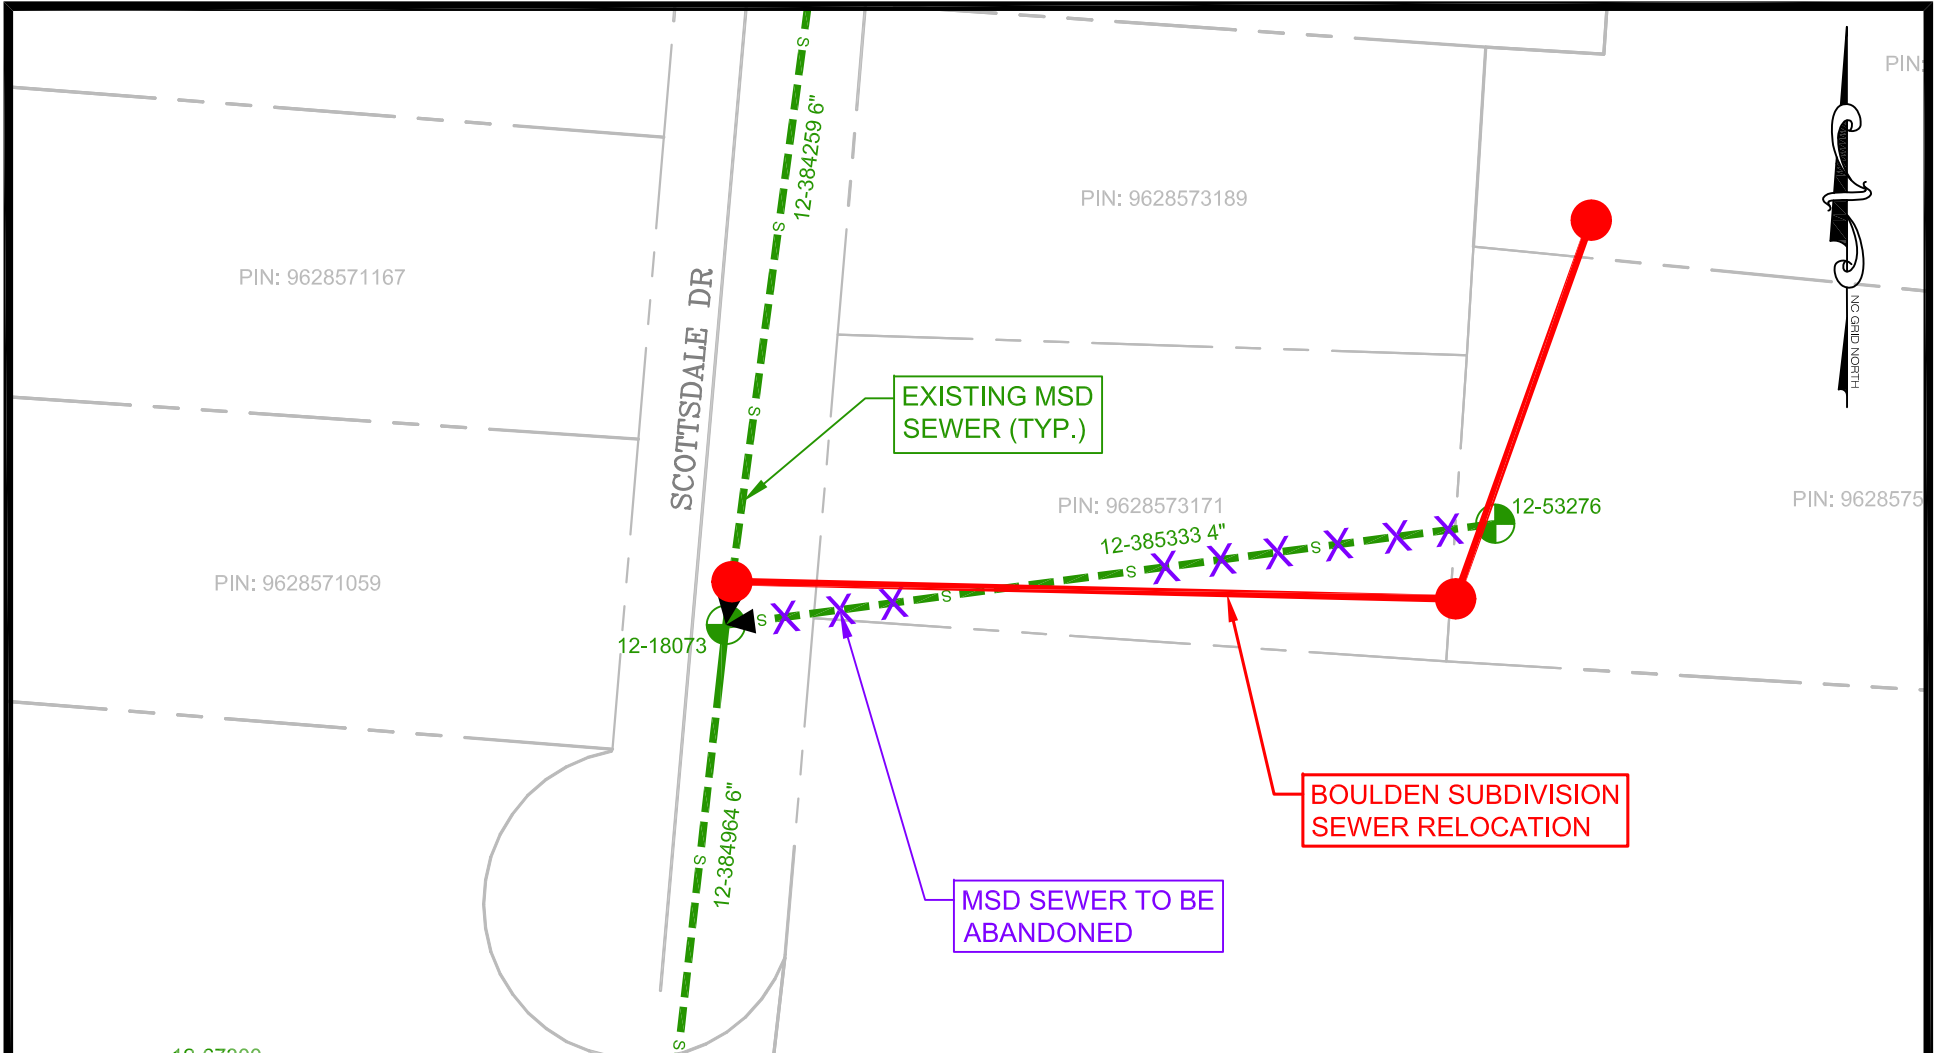 PIN:
12-384259 6"
PIN: 9628573189
PIN: 9628571167
SCOTTSDALE DR
NC GRID NORTH
EXISTING MSD
SEWER (TYP.)
PIN: 9628573171
12-385333 4"
12-53276
PIN: 9628575
PIN: 9628571059
12-18073
12-384964 6"
BOULDEN SUBDIVISION
SEWER RELOCATION
MSD SEWER TO BE
ABANDONED
S
S
S
S
S
S
S
S
S